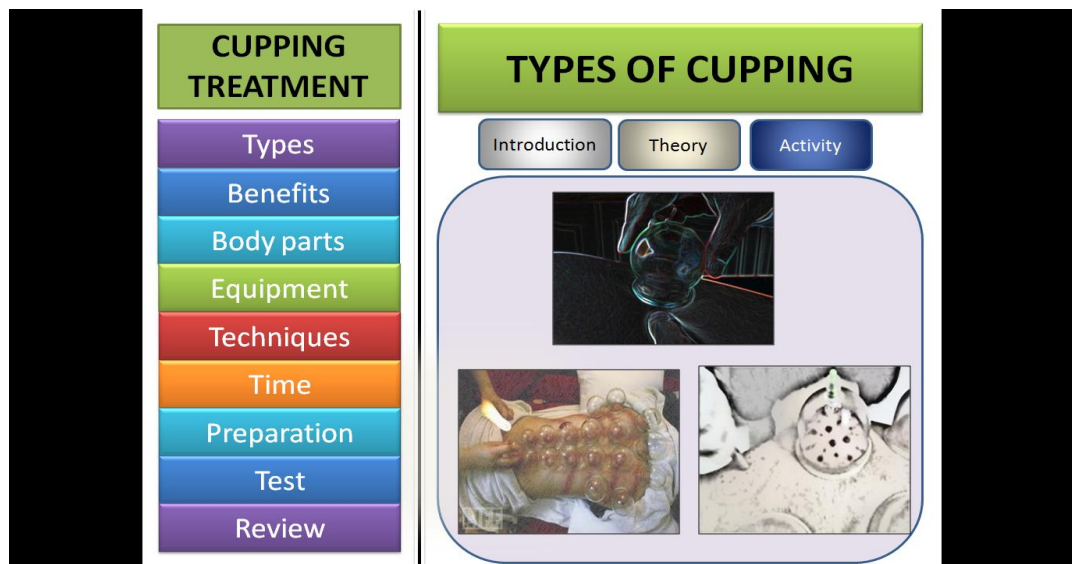 CUPPING
TREATMENT
Types
Benefits
Body parts
Equipment
Techniques
Time
Preparation
Test
Review
TYPES OF CUPPING
Introduction
Theory
Activity